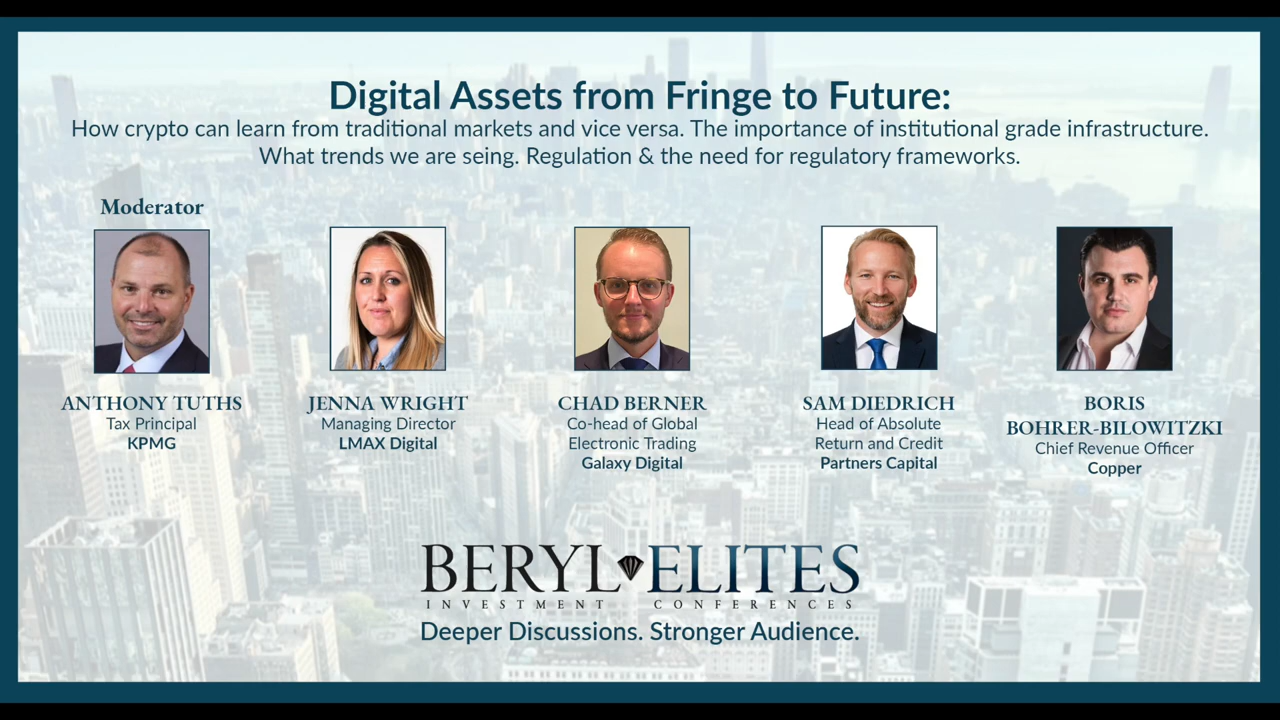 Digital Assets from Fringe to Future:
How crypto can learn from traditional markets and vice versa. The importance of institutional grade infrastructure.
What trends we are seing. Regulation & the need for regulatory frameworks.
Moderator
ANTHONY TUTHS
Tax Principal
KPMG
JENNA WRIGHT
Managing Director
LMAX Digital
CHAD BERNER
Co-head of Global
Electronic Trading
Galaxy Digital
SAM DIEDRICH
Head of Absolute
Return and Credit
Partners Capital
BORIS
BOHRER-BILOWITZKI
Chief Revenue Officer
Copper
BERYL ELITES
INVESTMENT CONFERENCES
Deeper Discussions. Stronger Audience.